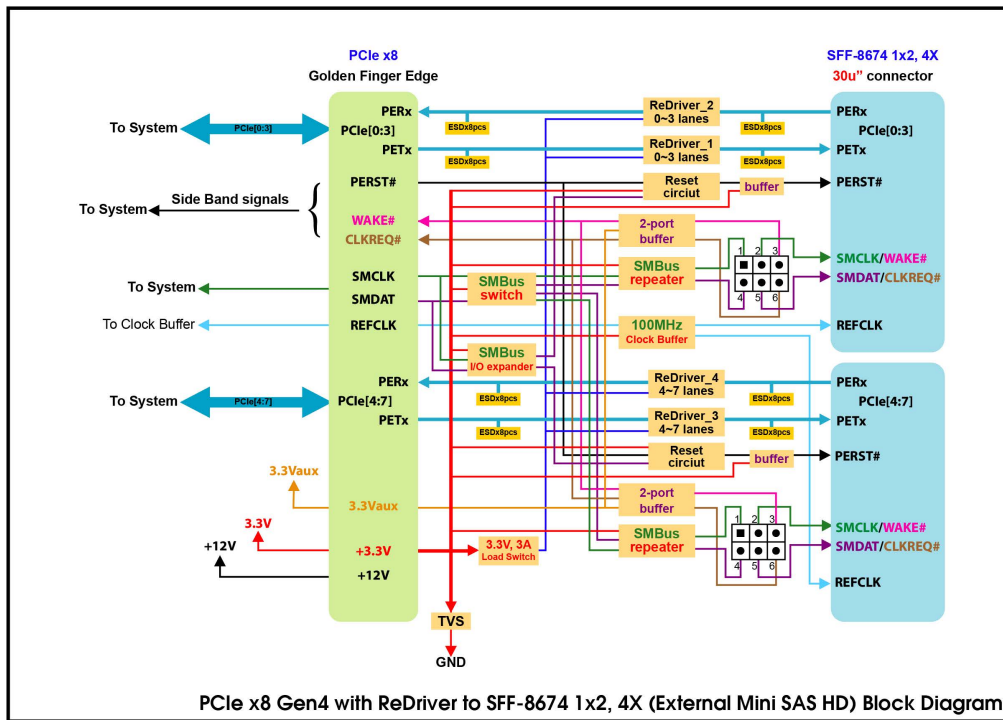 PCIe x8
Golden Finger Edge
SFF-8674 1x2, 4X
30u” connector
To System
PCIe[0:3]
PERx
PCIe[0:3]
PETx
ESDx8pcs
ESDx8pcs
ReDriver_2
0~3 lanes
ReDriver_1
0~3 lanes
ESDx8pcs
ESDx8pcs
PERx
PCIe[0:3]
PETx
To System
Side Band signals
{
PERST#
WAKE#
CLKREQ#
Reset
circiut
buffer
PERST#
2-port
buffer
1
2
3
4
5
6
SMCLK/WAKE#
SMDAT/CLKREQ#
To System
SMCLK
SMDAT
SMBus
switch
SMBus
repeater
To Clock Buffer
REFCLK
100MHz
Clock Buffer
REFCLK
SMBus
I/O expander
To System
PCIe[4:7]
PERx
PCIe[4:7]
PETx
ESDx8pcs
ESDx8pcs
ReDriver_4
4~7 lanes
ReDriver_3
4~7 lanes
ESDx8pcs
ESDx8pcs
PERx
PCIe[4:7]
PETx
Reset
circiut
buffer
PERST#
3.3Vaux
3.3Vaux
2-port
buffer
1
2
3
4
5
6
SMCLK/WAKE#
SMDAT/CLKREQ#
3.3V
+3.3V
3.3V, 3A
Load Switch
SMBus
repeater
+12V
+12V
REFCLK
TVS
GND
PCIe x8 Gen4 with ReDriver to SFF-8674 1x2, 4X (External Mini SAS HD) Block Diagram